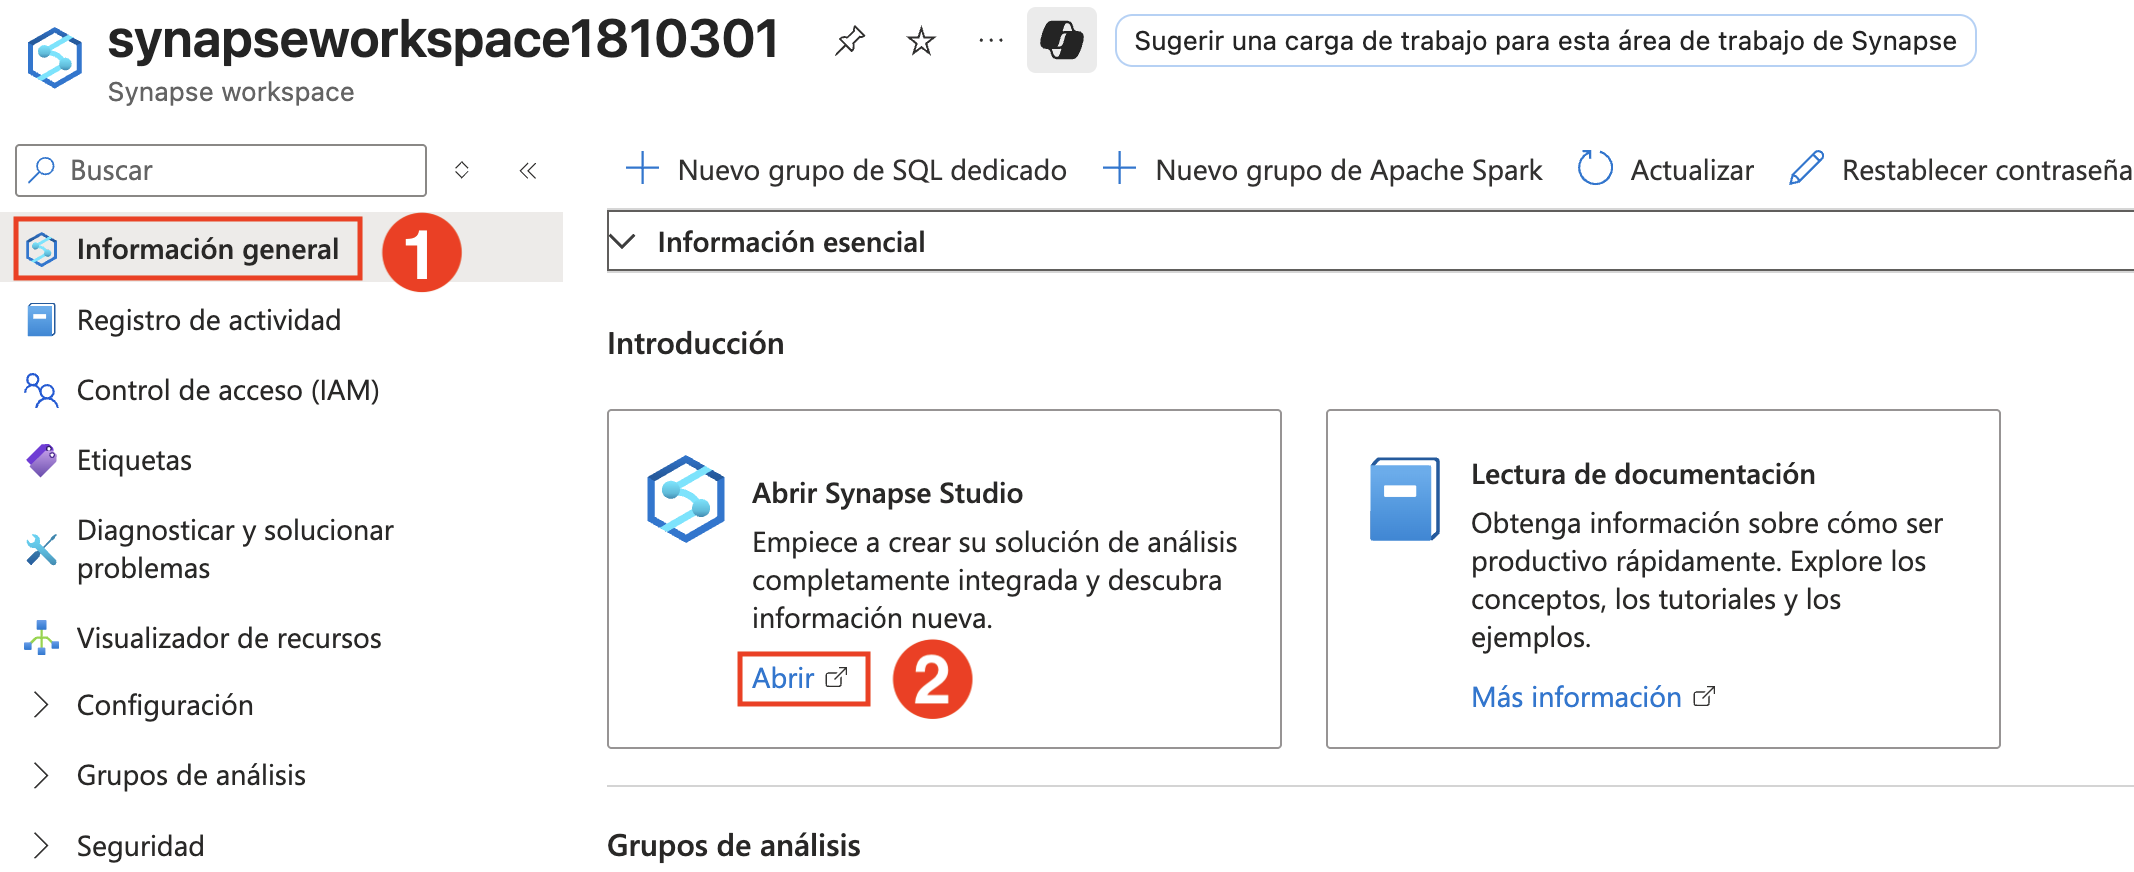 synapseworkspace1810301
Sugerir una carga de trabajo para esta área de trabajo de Synapse
Synapse workspace
Buscar
Nuevo grupo de SQL dedicado
Nuevo grupo de Apache Spark
Actualizar
Restablecer contraseña
Información general
1
Registro de actividad
Control de acceso (IAM)
Etiquetas
Diagnosticar y solucionar
problemas
Visualizador de recursos
Configuración
Grupos de análisis
Seguridad
Información esencial
Introducción
Abrir Synapse Studio
Empiece a crear su solución de análisis
completamente integrada y descubra
información nueva.
Abrir
2
Lectura de documentación
Obtenga información sobre cómo ser
productivo rápidamente. Explore los
conceptos, los tutoriales y los
ejemplos.
Más información
Grupos de análisis